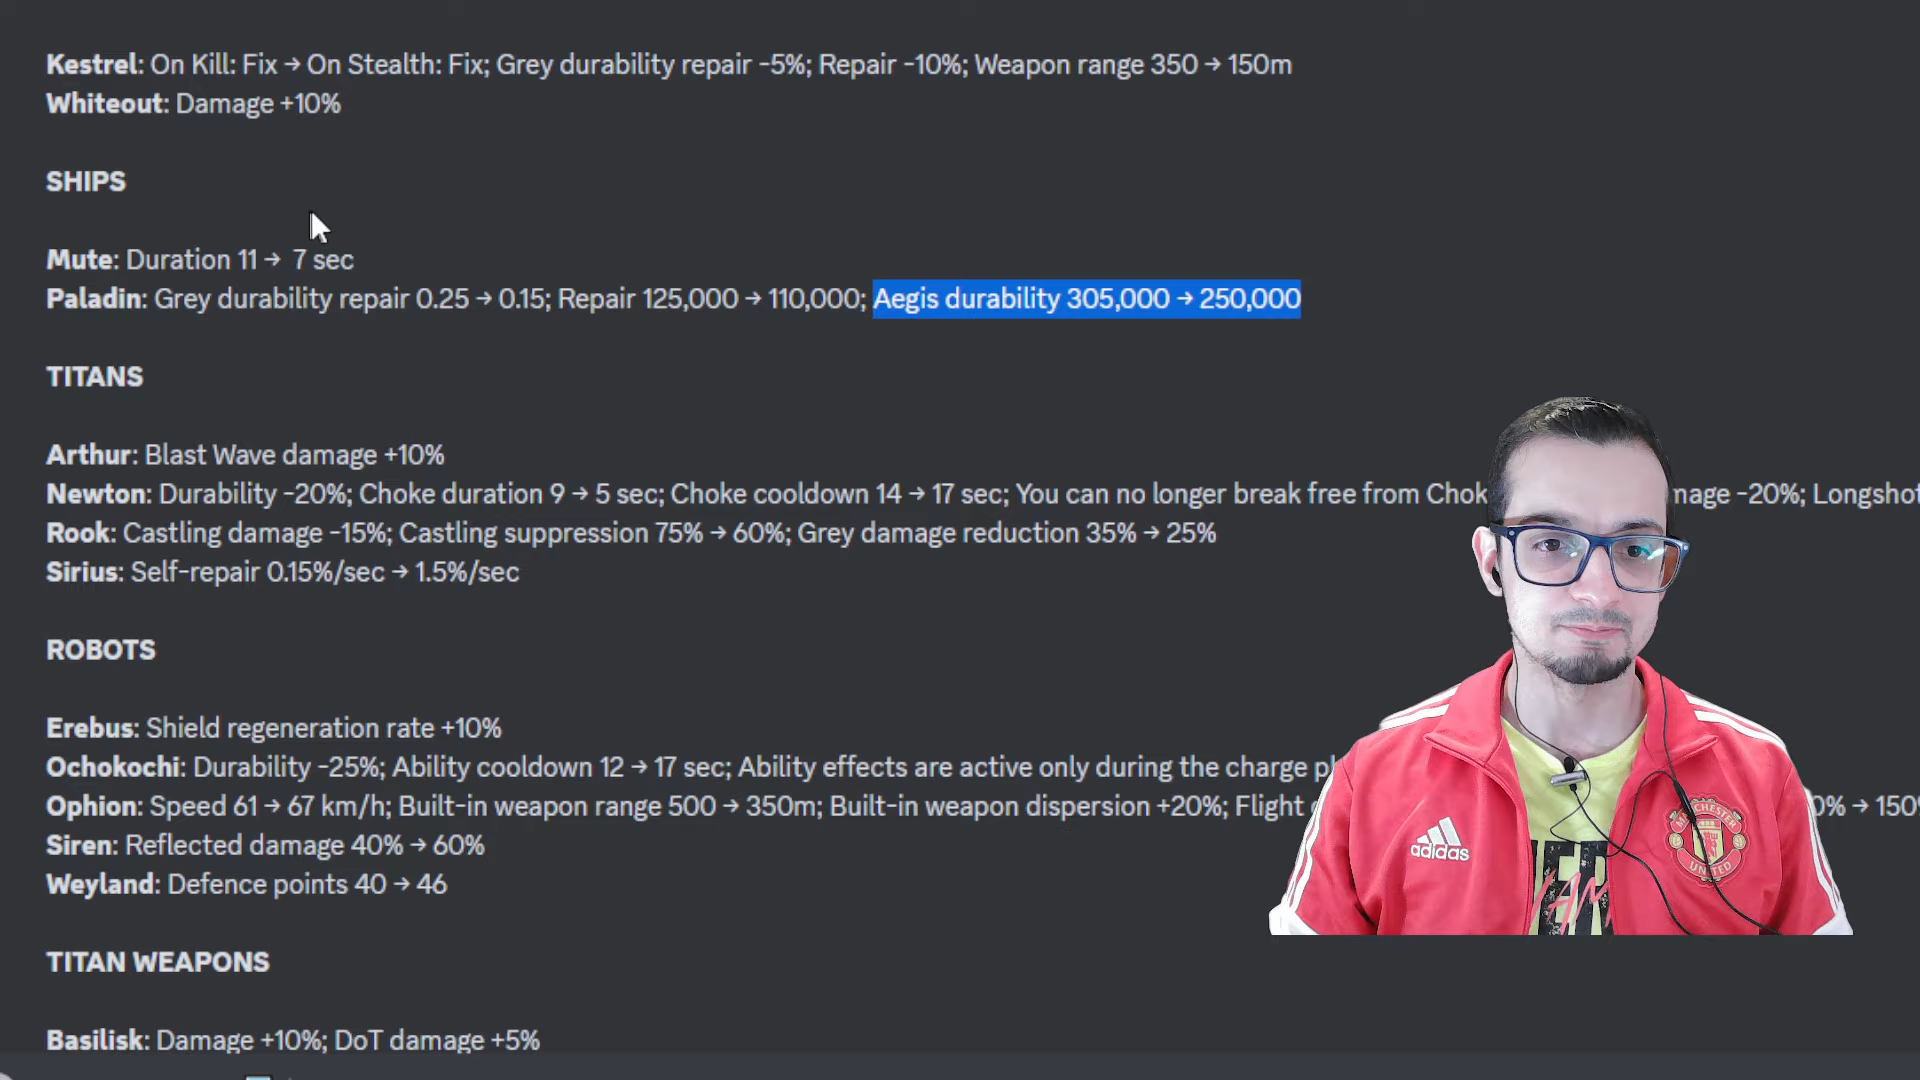 Kestrel: On Kill: Fix → On Stealth: Fix; Grey durability repair -5%; Repair -10%; Weapon range 350 → 150m
Whiteout: Damage +10%
SHIPS
Mute: Duration 11 → 7 sec
Paladin: Grey durability repair 0.25 → 0.15; Repair 125,000 → 110,000; Aegis durability 305,000 → 250,000
TITANS
Arthur: Blast Wave damage +10%
Newton: Durability -20%; Choke duration 9 → 5 sec; Choke cooldown 14 → 17 sec; You can no longer break free from -20%; Longshot
Rook: Castling damage -15%; Castling suppression 75% → 60%; Grey damage reduction 35% → 25%
Sirius: Self-repair 0.15%/sec → 1.5%/sec
ROBOTS
Erebus: Shield regeneration rate +10%
Ochokochi: Durability -25%; Ability cooldown 12 → 17 sec; Ability effects are active only during the charge
Ophion: Speed 61 → 67 km/h; Built-in weapon range 500 → 350m; Built-in weapon dispersion +20%; Flight → 150
Siren: Reflected damage 40% → 60%
Weyland: Defence points 40 → 46
adidas
MANCHESTER
UNITED
TITAN WEAPONS
Basilisk: Damage +10%; DoT damage +5%